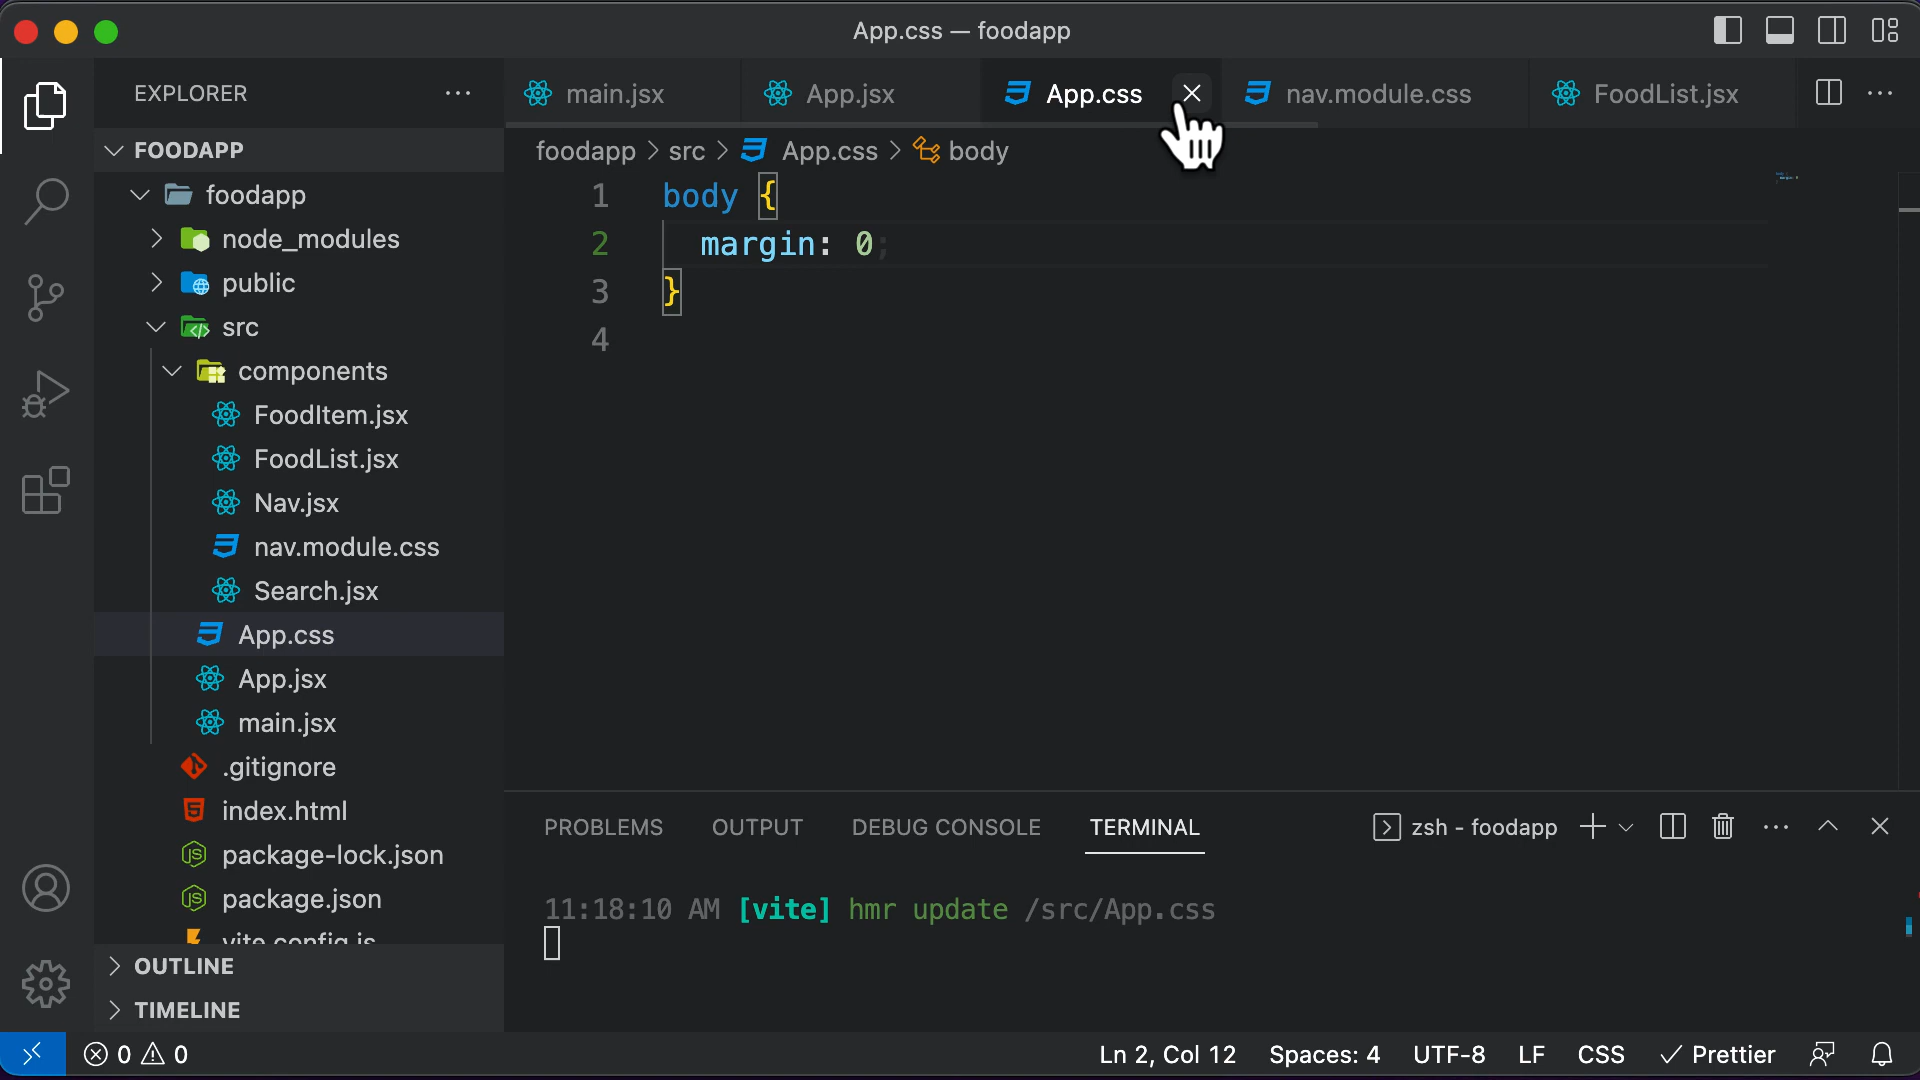 App.css — foodapp
EXPLORER
main.jsx
App.jsx
App.css
nav.module.css
FoodList.jsx
FOODAPP
foodapp > src > App.css > body
foodapp
node_modules
public
src
components
FoodItem.jsx
FoodList.jsx
Nav.jsx
nav.module.css
Search.jsx
App.css
App.jsx
main.jsx
.gitignore
index.html
package-lock.json
package.json
vite.config.js
OUTLINE
TIMELINE
1 body {
2 margin: 0;
3 }
4
PROBLEMS OUTPUT DEBUG CONSOLE TERMINAL zsh - foodapp
11:18:10 AM [vite] hmr update /src/App.css
0 0 Ln 2, Col 12 Spaces: 4 UTF-8 LF CSS Prettier